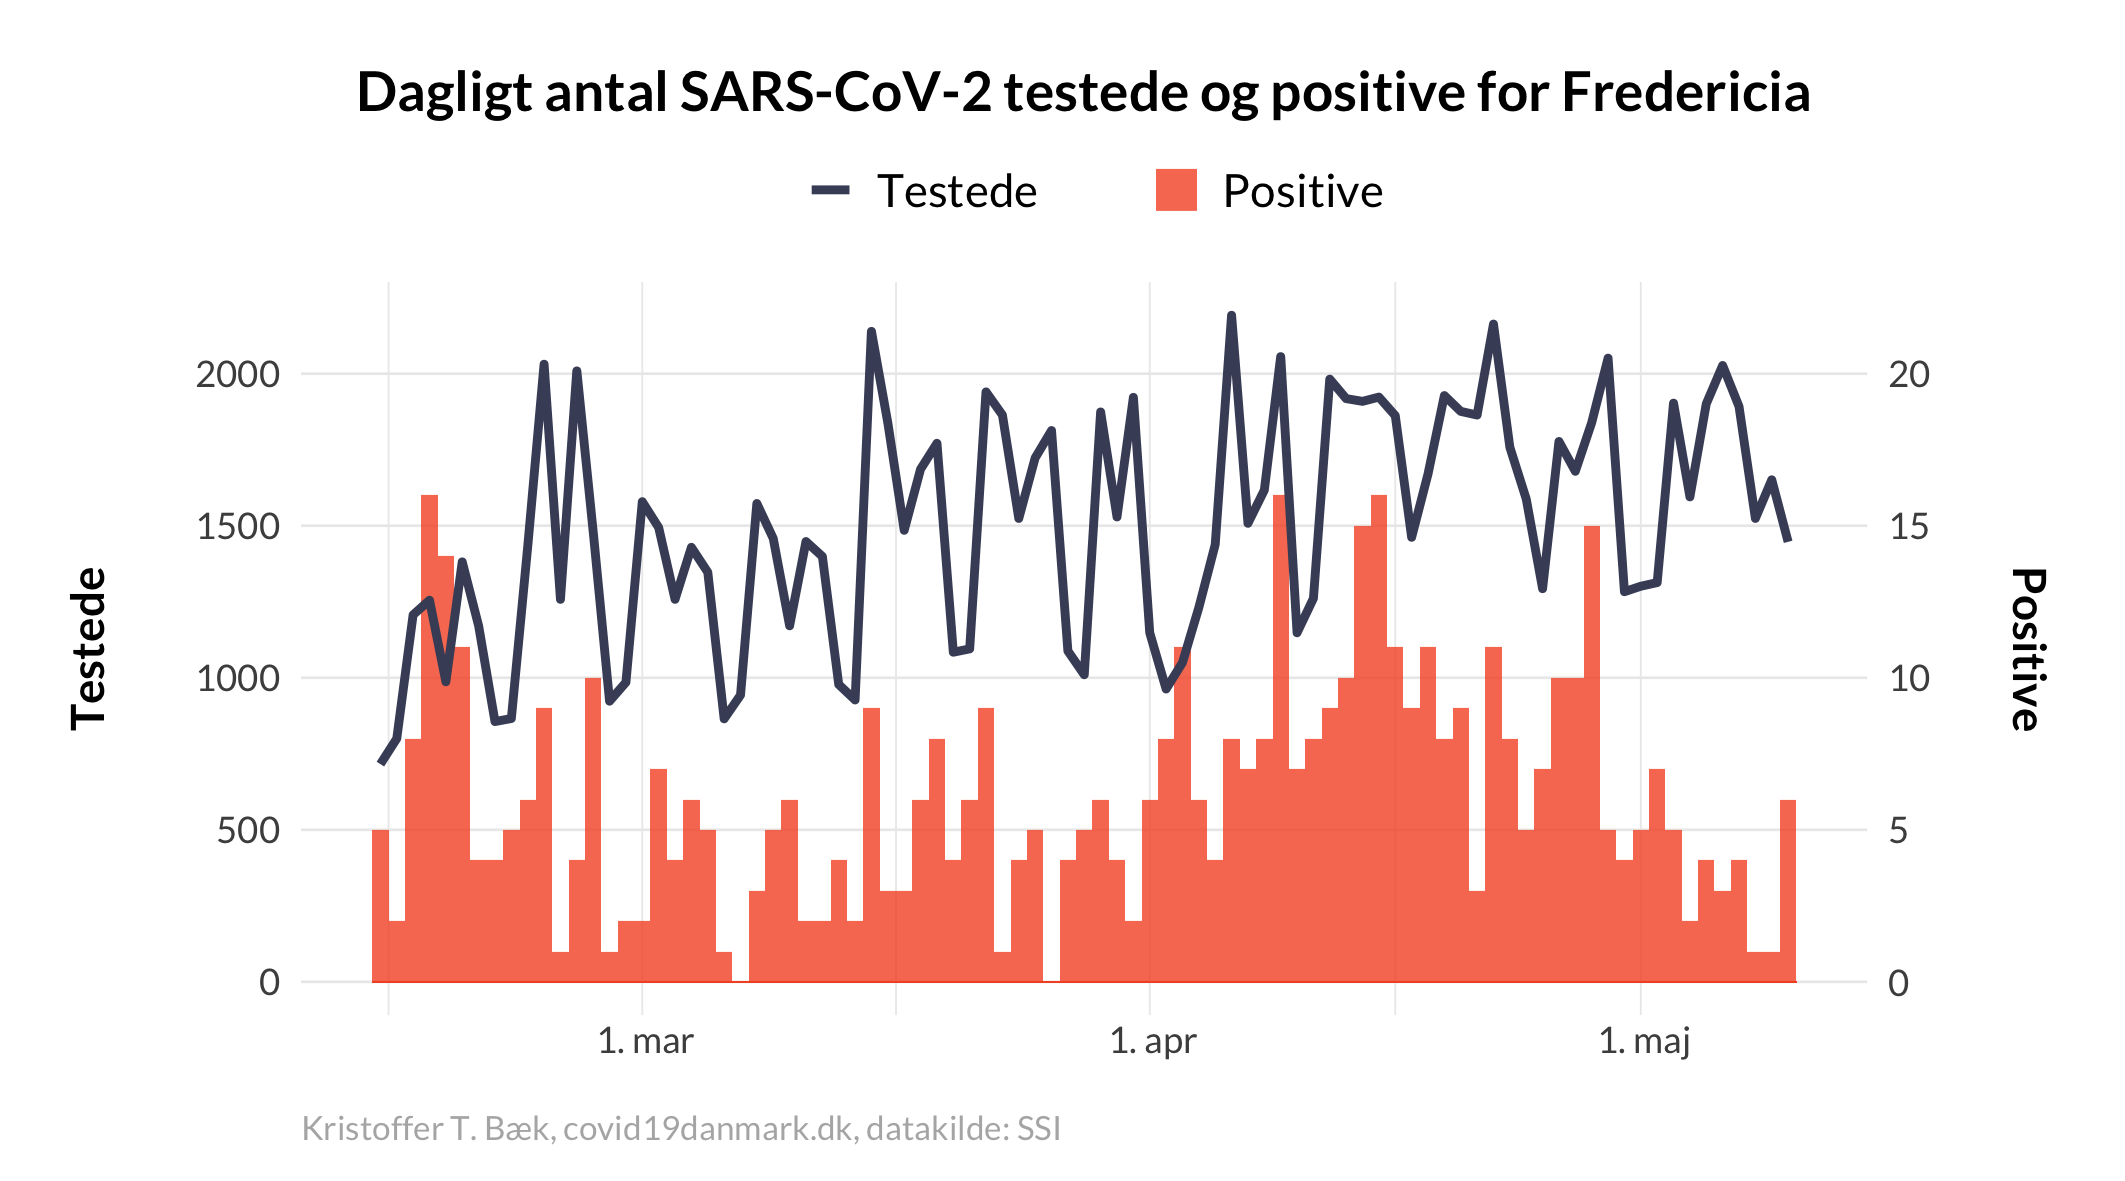 Dagligt antal SARS-CoV-2 testede og positive for Fredericia
Testede
Positive
2000
1500
1000
500
0
20
15
10
5
0
Testede
Positive
1. mar
1. apr
1. maj
Kristoffer T. Bæk, covid19danmark.dk, datakilde: SSI